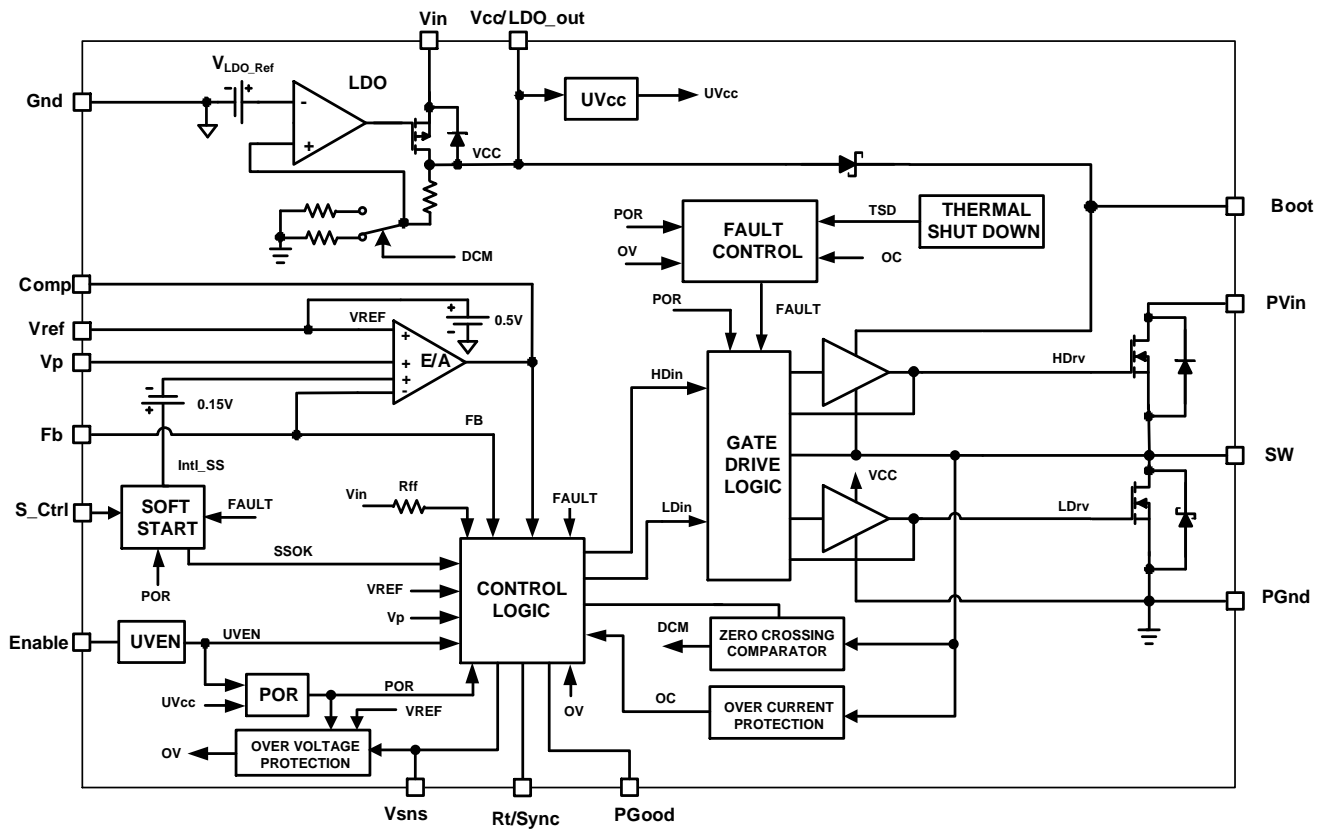 Vin
Vcc/LDO_out
VLDO_Ref
LDO
-
+
-
+
Gnd
UVcc
UVcc
VCC
DCM
POR
OV
FAULT
CONTROL
TSD
THERMAL
SHUT DOWN
OC
Boot
Comp
Vref
VREF
+
-
0.5V
Vp
E/A
+
+
+
-
-
+
0.15V
Fb
FB
POR
FAULT
PVin
HDrv
HDin
GATE
DRIVE
LOGIC
SW
VCC
LDin
LDrv
Intl_SS
S_Ctrl
SOFT
START
FAULT
POR
SSOK
Vin
Rff
FAULT
CONTROL
LOGIC
VREF
Vp
PGnd
Enable
UVEN
UVEN
DCM
ZERO CROSSING
COMPARATOR
UVcc
POR
POR
VREF
OV
OC
OVER CURRENT
PROTECTION
OV
OVER VOLTAGE
PROTECTION
Vsns
Rt/Sync
PGood